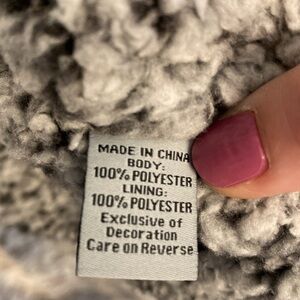 MADE IN CHINA
BODY:
100% POLYESTER
LINING:
100% POLYESTER
Exclusive of
Decoration
Care on Reverse